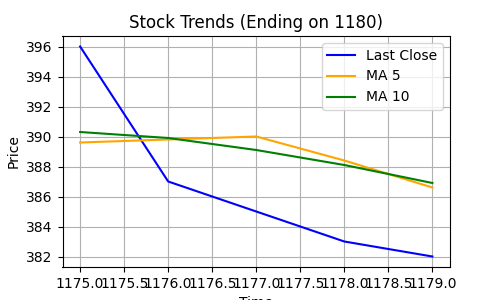 Stock Trends (Ending on 1180)
396
394
392
390
388
386
384
382
Price
Last Close
MA 5
MA 10
1175.0 1175.5 1176.0 1176.5 1177.0 1177.5 1178.0 1178.5 1179.0
Time